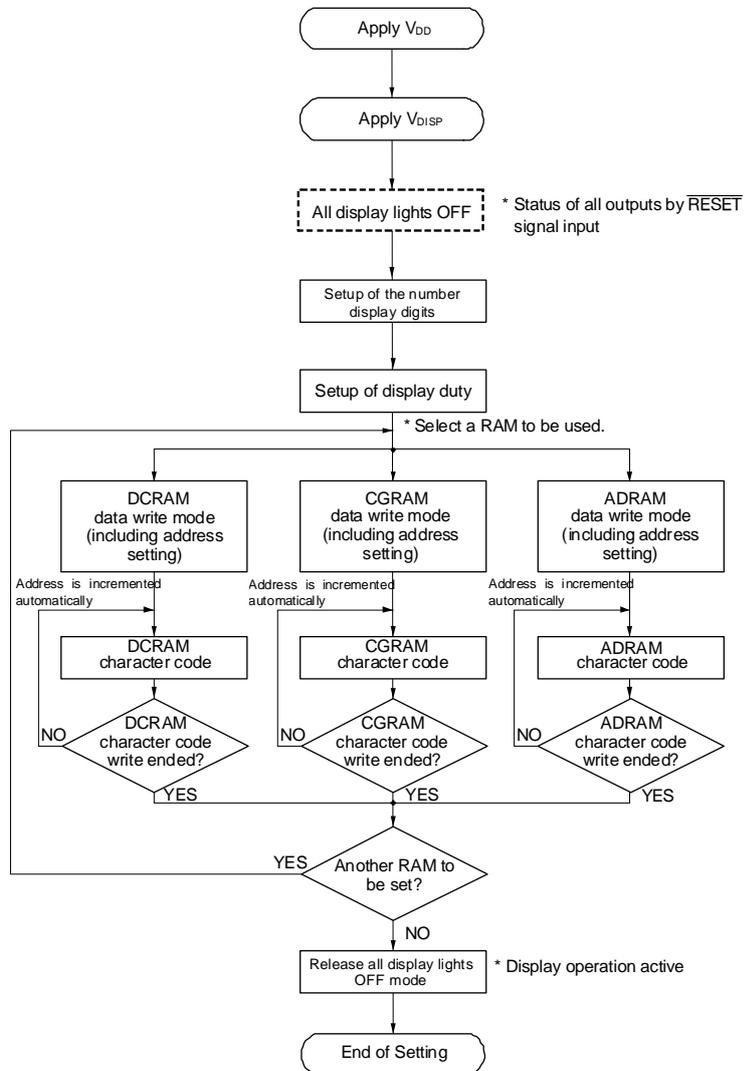 Apply VDD
Apply VDISP
All display lights OFF
* Status of all outputs by RESET
signal input
Setup of the number
display digits
Setup of display duty
* Select a RAM to be used.
DCRAM
data write mode
(including address
setting)
CGRAM
data write mode
(including address
setting)
ADRAM
data write mode
(including address
setting)
Address is incremented
automatically
Address is incremented
automatically
Address is incremented
automatically
DCRAM
character code
CGRAM
character code
ADRAM
character code
NO
DCRAM
character code
write ended?
YES
NO
CGRAM
character code
write ended?
YES
NO
ADRAM
character code
write ended?
YES
YES
Another RAM to
be set?
NO
Release all display lights
OFF mode
* Display operation active
End of Setting